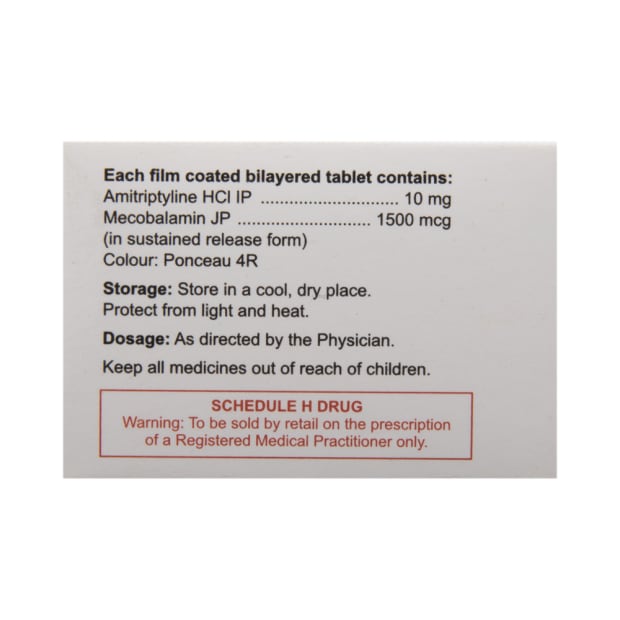 Each film coated bilayered tablet contains:
Amitriptyline HCl IP ............................... 10 mg
Mecobalamin JP .............................. 1500 mcg
(in sustained release form)
Colour: Ponceau 4R
Storage: Store in a cool, dry place.
Protect from light and heat.
Dosage: As directed by the Physician.
Keep all medicines out of reach of children.
SCHEDULE H DRUG
Warning: To be sold by retail on the prescription
of a Registered Medical Practitioner only.